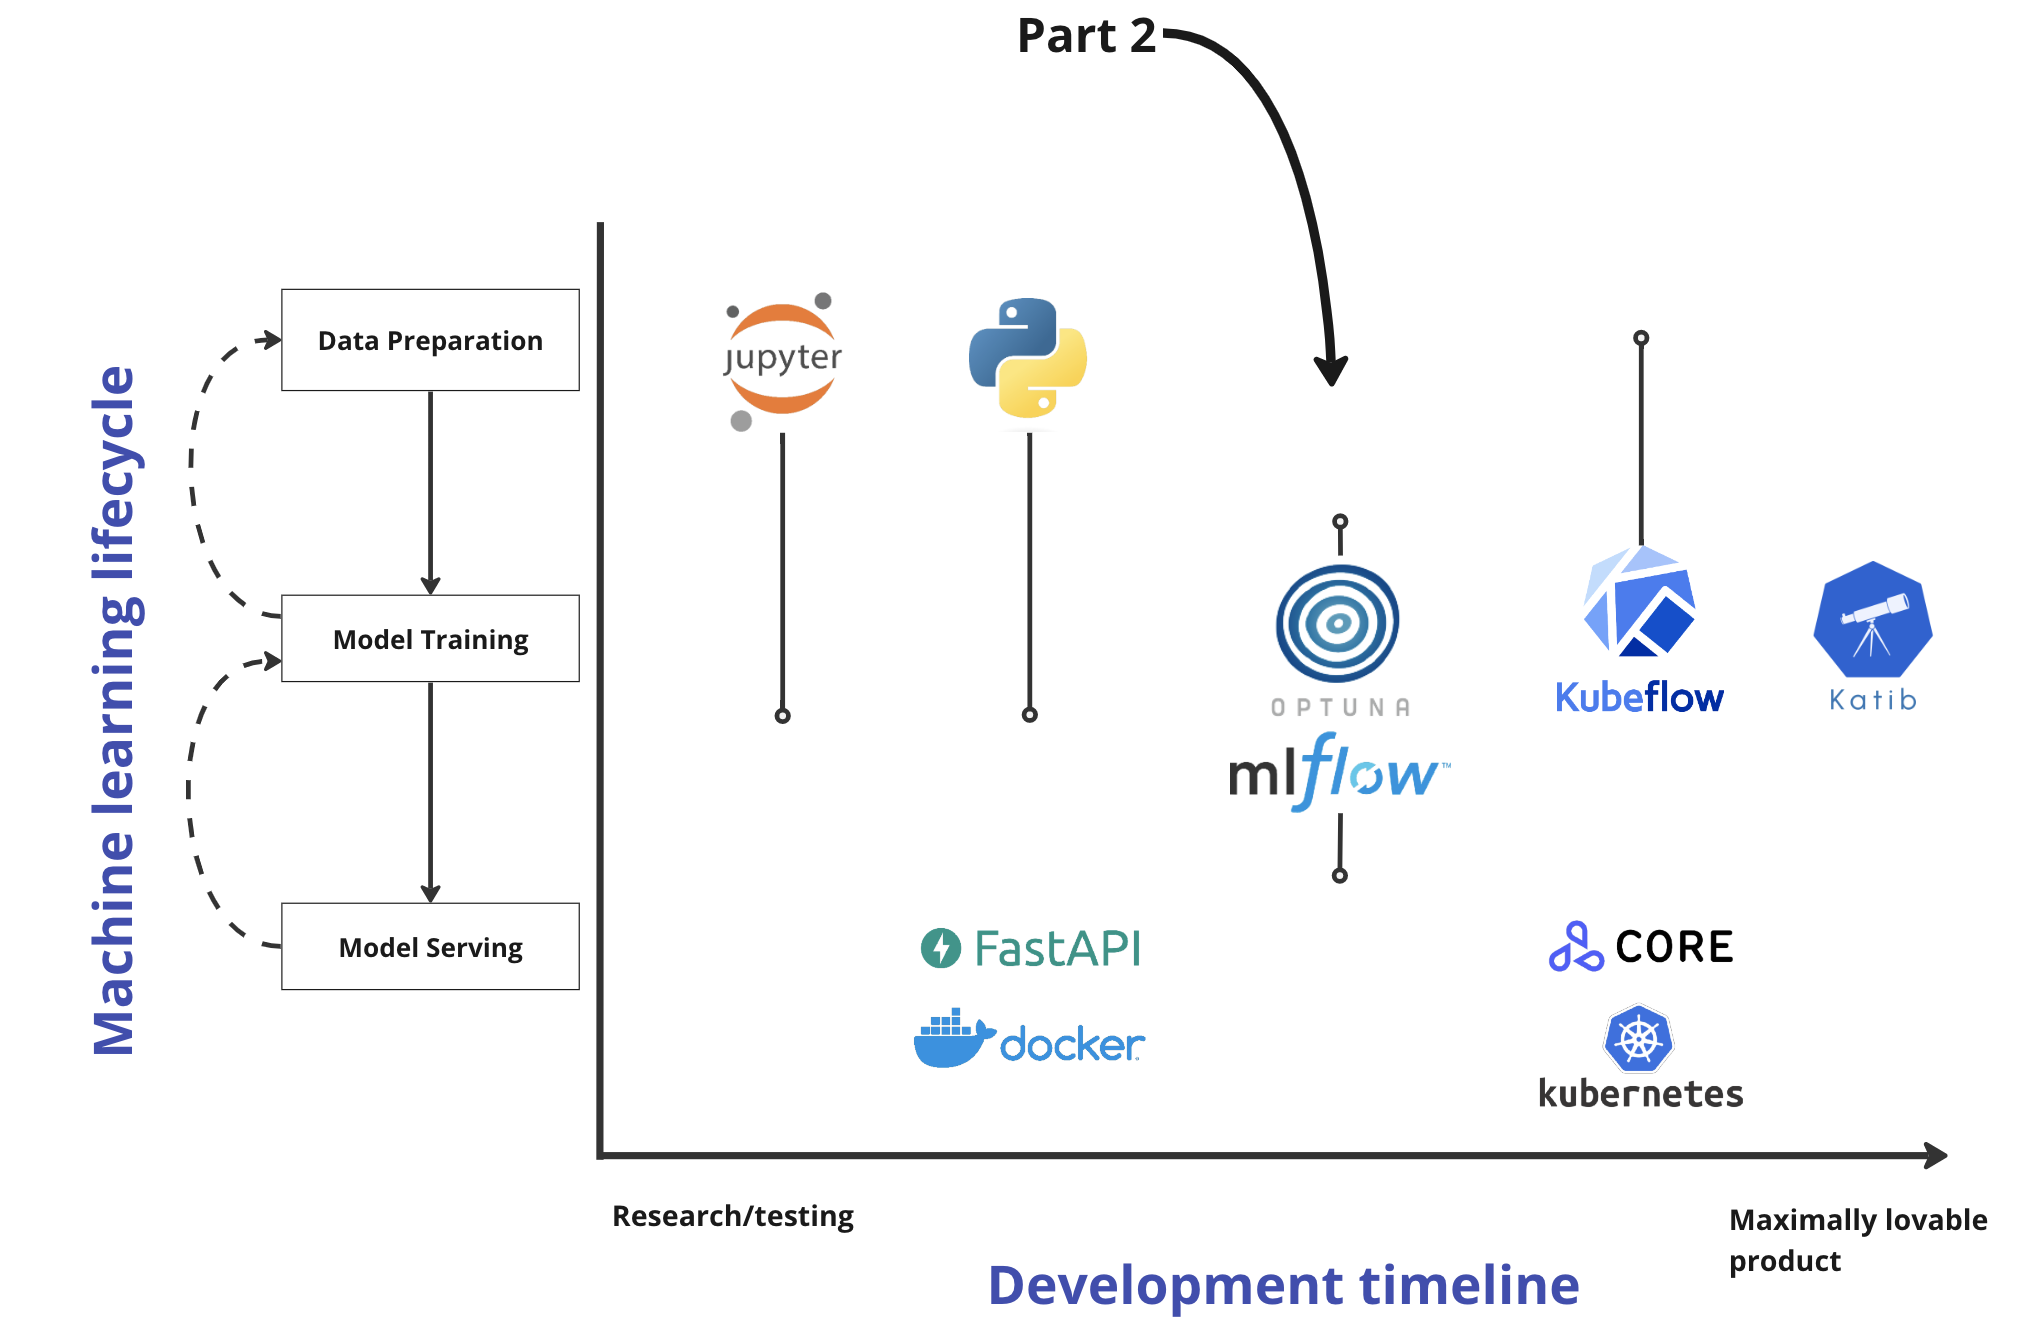 Part 2
Machine learning lifecycle
Data Preparation
Model Training
Model Serving
jupyter
OPTUNA
mlflow™
Kubeflow
Katib
FastAPI
docker
CORE
kubernetes
Research/testing
Maximally lovable
product
Development timeline